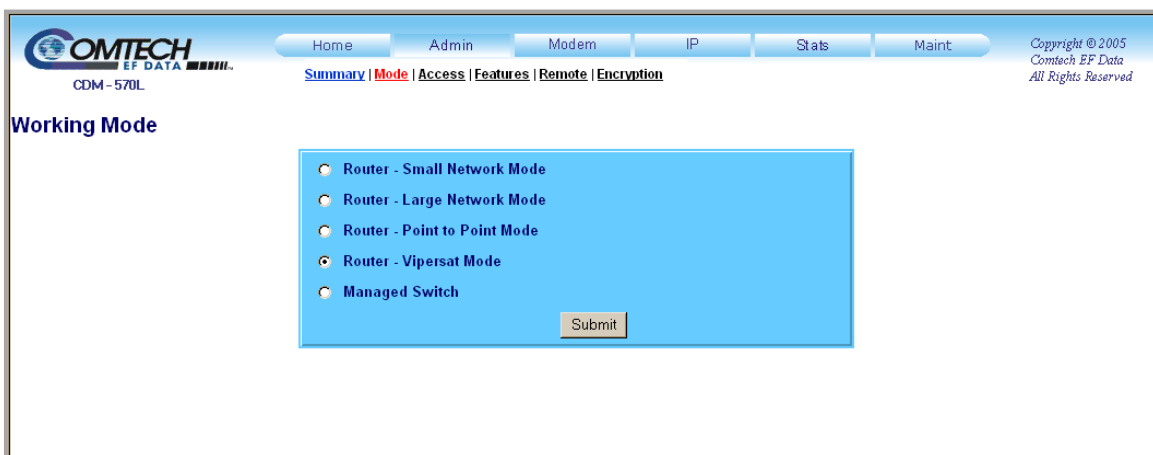 COMTECH
EF DATA
CDM - 570L
Home Admin Modem IP Stats Maint
Summary | Mode | Access | Features | Remote | Encryption
Copyright © 2005
Comtech EF Data
All Rights Reserved
Working Mode
Router - Small Network Mode
Router - Large Network Mode
Router - Point to Point Mode
Router - Vipersat Mode
Managed Switch
Submit